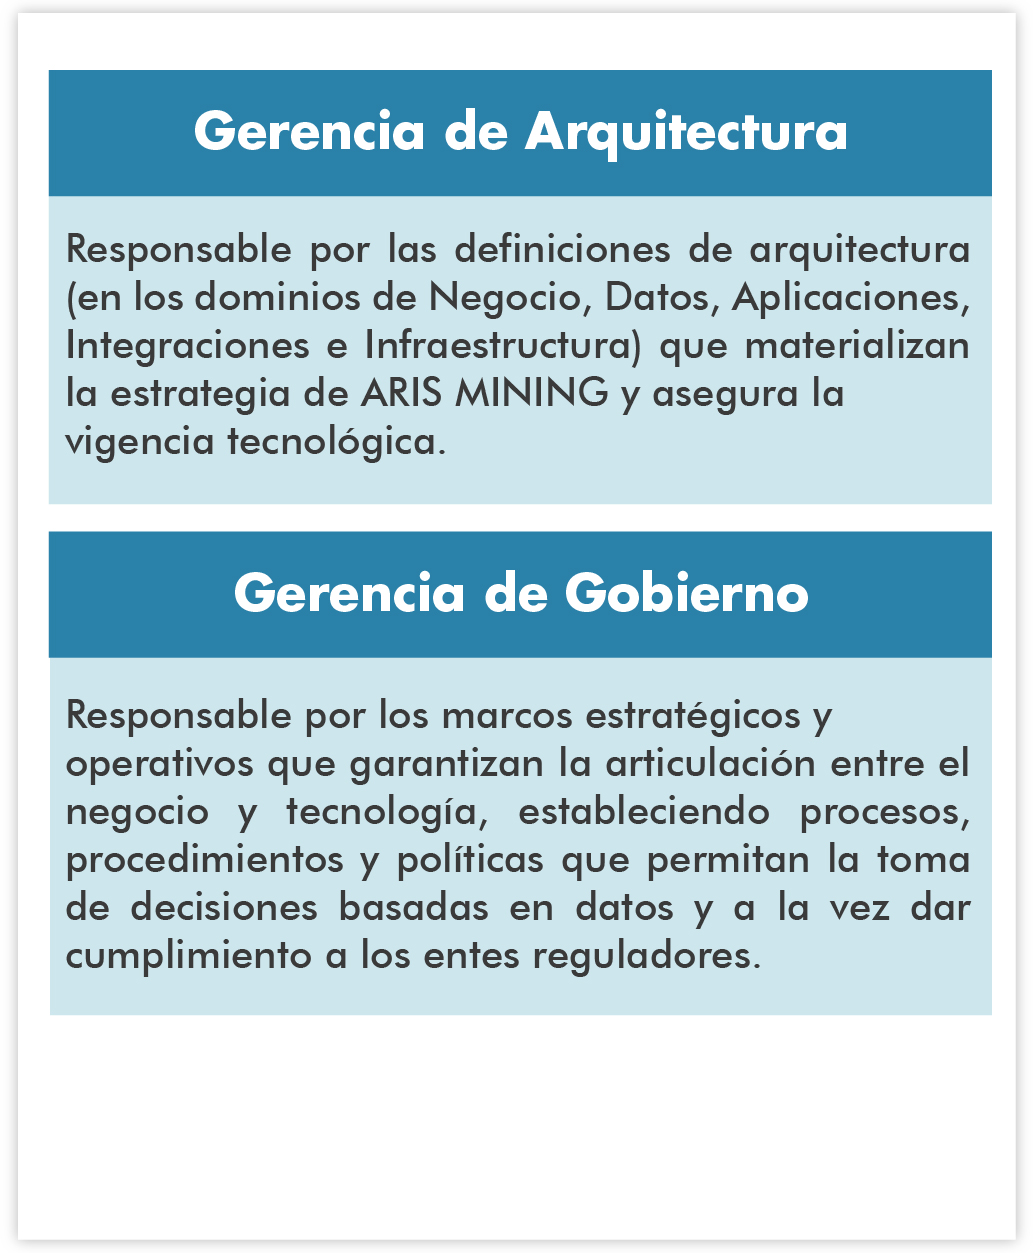 Gerencia de Arquitectura
Responsable por las definiciones de arquitectura
(en los dominios de Negocio, Datos, Aplicaciones,
Integraciones e Infraestructura) que materializan
la estrategia de ARIS MINING y asegura la
vigencia tecnológica.
Gerencia de Gobierno
Responsable por los marcos estratégicos y
operativos que garantizan la articulación entre el
negocio y tecnología, estableciendo procesos,
procedimientos y políticas que permitan la toma
de decisiones basadas en datos y a la vez dar
cumplimiento a los entes reguladores.